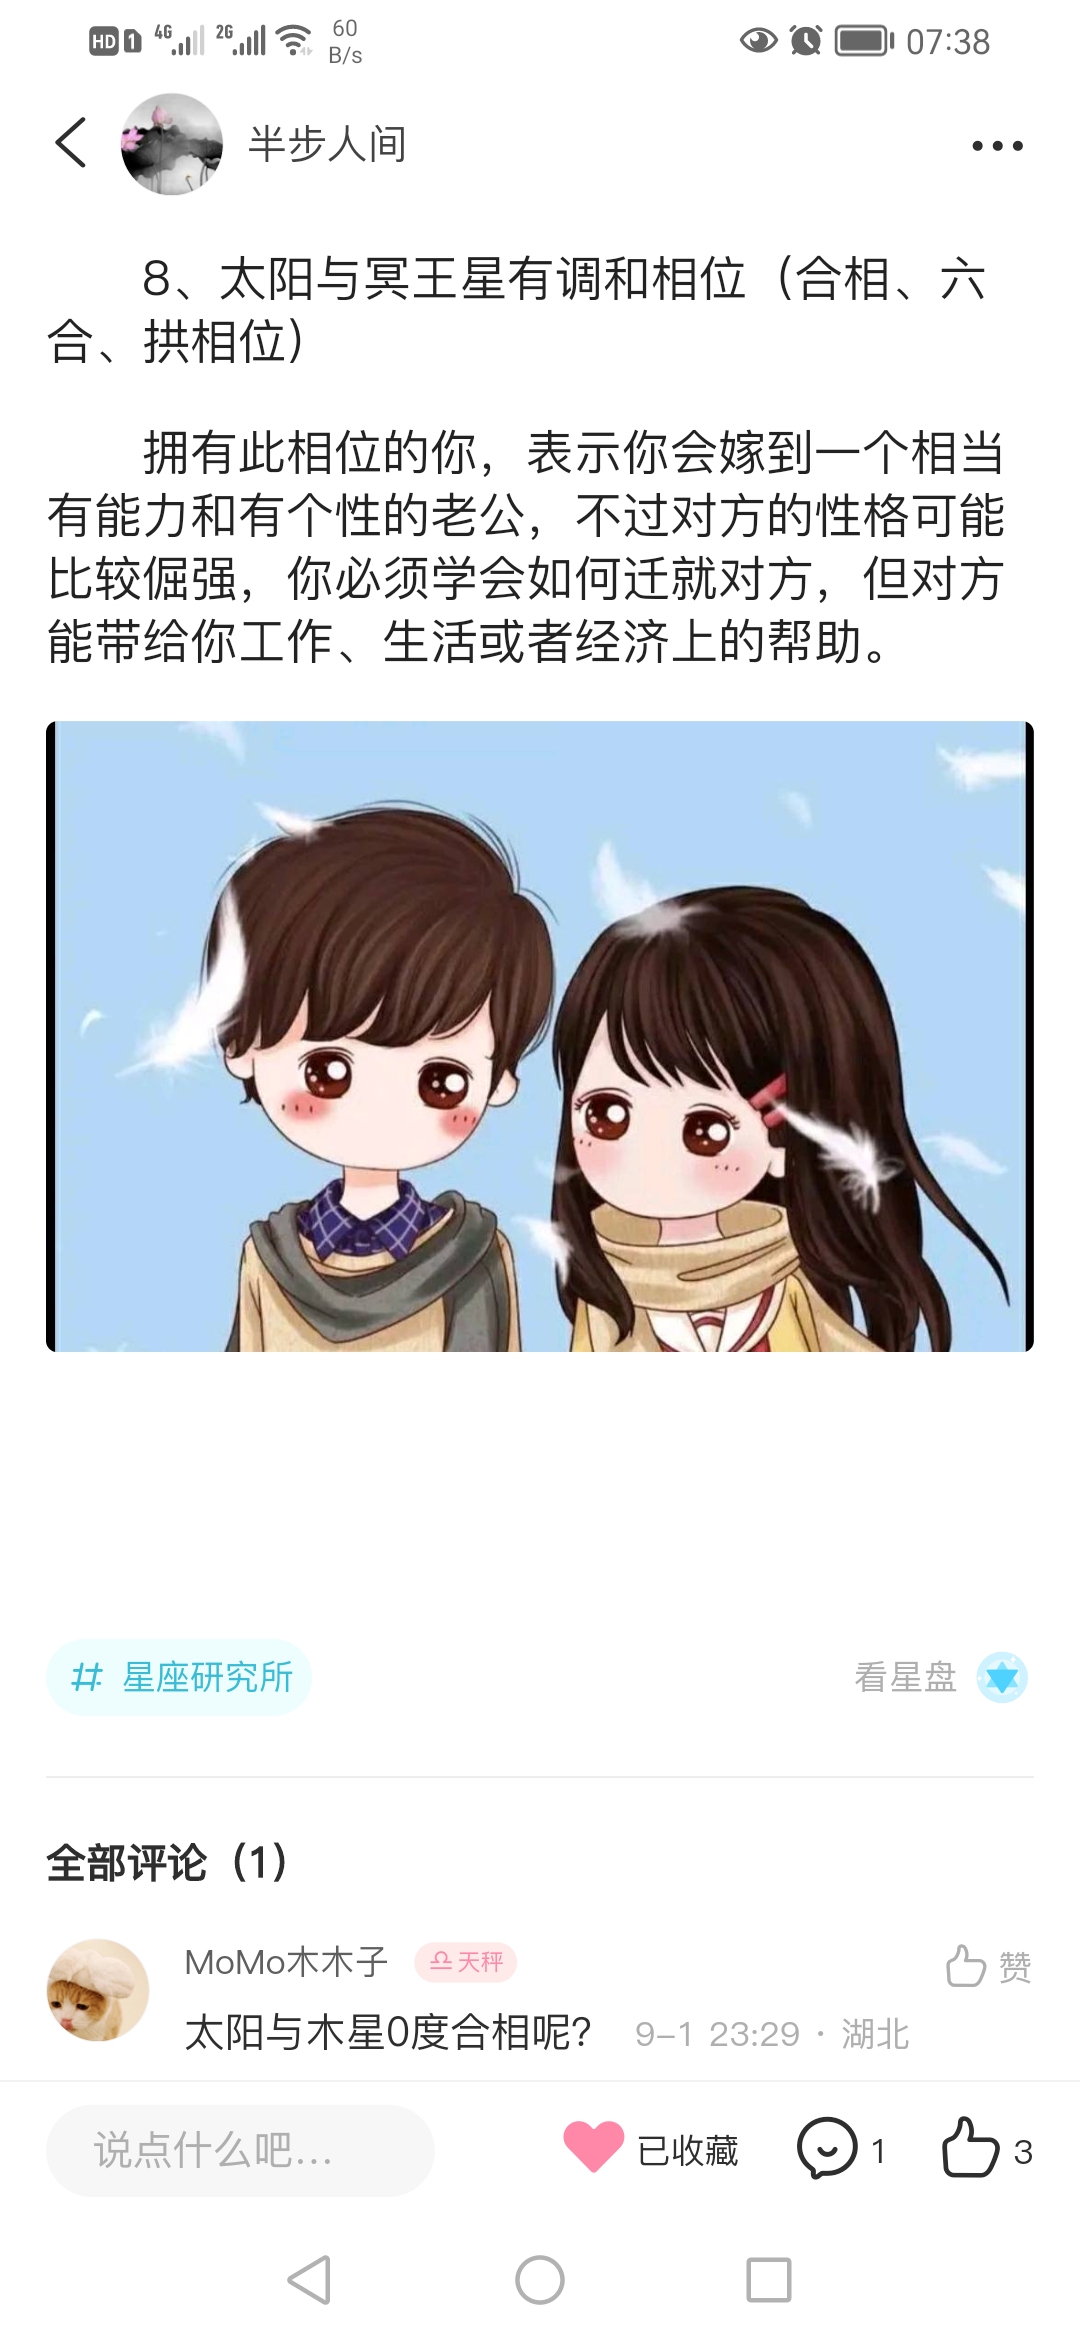 HD 1 4G 2G 60 B/s 07:38
半步人间
8、太阳与冥王星有调和相位（合相、六
合、拱相位）
拥有此相位的你，表示你会嫁到一个相当
有能力和有个性的老公，不过对方的性格可能
比较倔强，你必须学会如何迁就对方，但对方
能带给你工作、生活或者经济上的帮助。
# 星座研究所
看星盘
全部评论（1）
MoMo木木子 ♎天秤
赞
太阳与木星0度合相呢? 9-1 23:29 · 湖北
说点什么吧...
已收藏
1
3